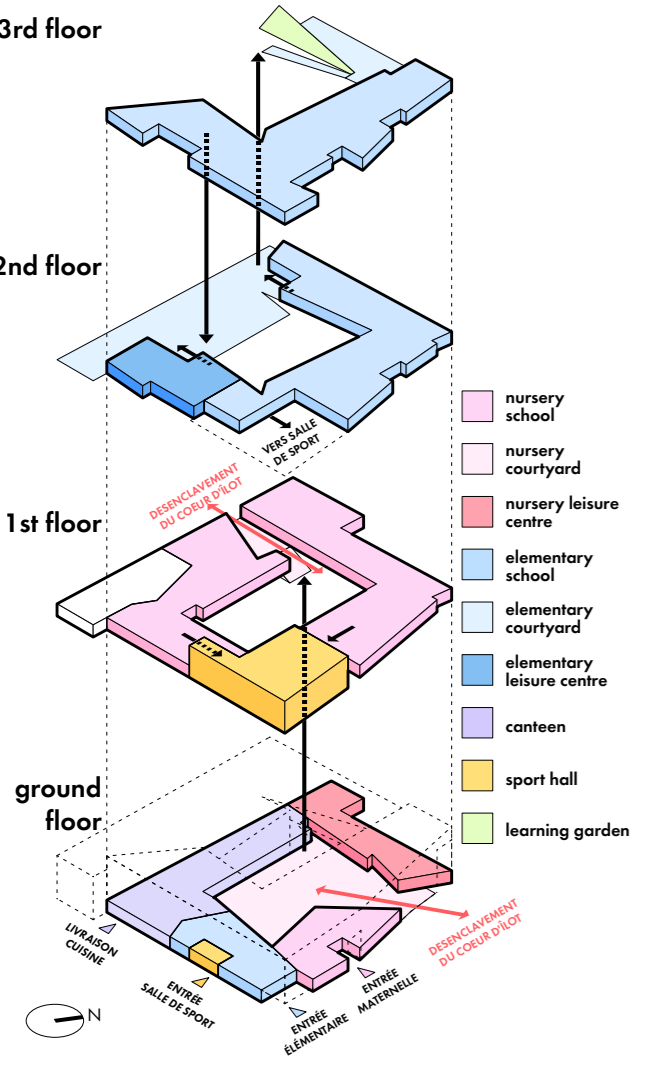 3rd floor
2nd floor
VERS SALLE
DE SPORT
nursery
school
nursery
courtyard
nursery leisure
centre
elementary
school
elementary
courtyard
elementary
leisure centre
canteen
sport hall
learning garden
DESENCLAVEMENT
DU COEUR D'ÎLOT
1st floor
ground
floor
LIVRAISON
CUISINE
ENTRÉE
SALLE DE SPORT
ENTRÉE
ÉLÉMENTAIRE
ENTRÉE
MATERNELLE
DESENCLAVEMENT
DU COEUR D'ÎLOT
N